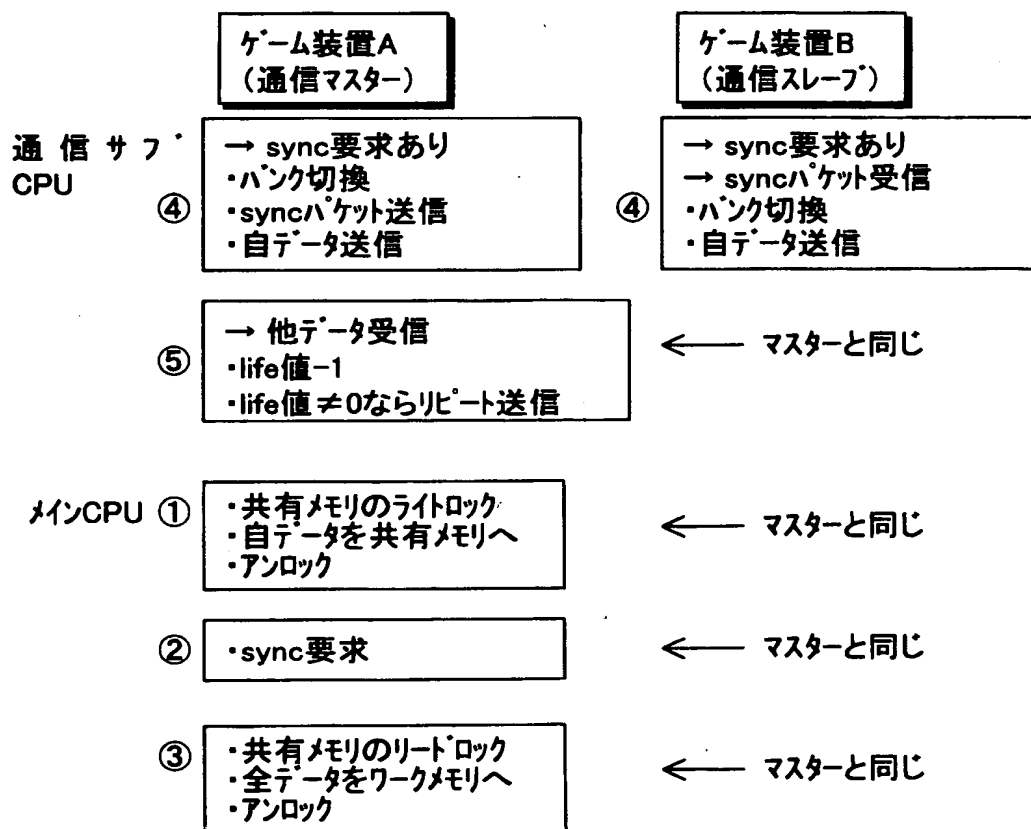 ゲーム装置A
(通信マスター)
ゲーム装置B
(通信スレーブ)
通信サブ
CPU
④
→ sync要求あり
・バンク切換
・syncパケット送信
・自データ送信
④
→ sync要求あり
→ syncパケット受信
・バンク切換
・自データ送信
⑤
→ 他データ受信
・life値-1
・life値≠0ならリピート送信
← マスターと同じ
メインCPU ①
・共有メモリのライトロック
・自データを共有メモリへ
・アンロック
← マスターと同じ
②
・sync要求
← マスターと同じ
③
・共有メモリのリードロック
・全データをワークメモリへ
・アンロック
← マスターと同じ